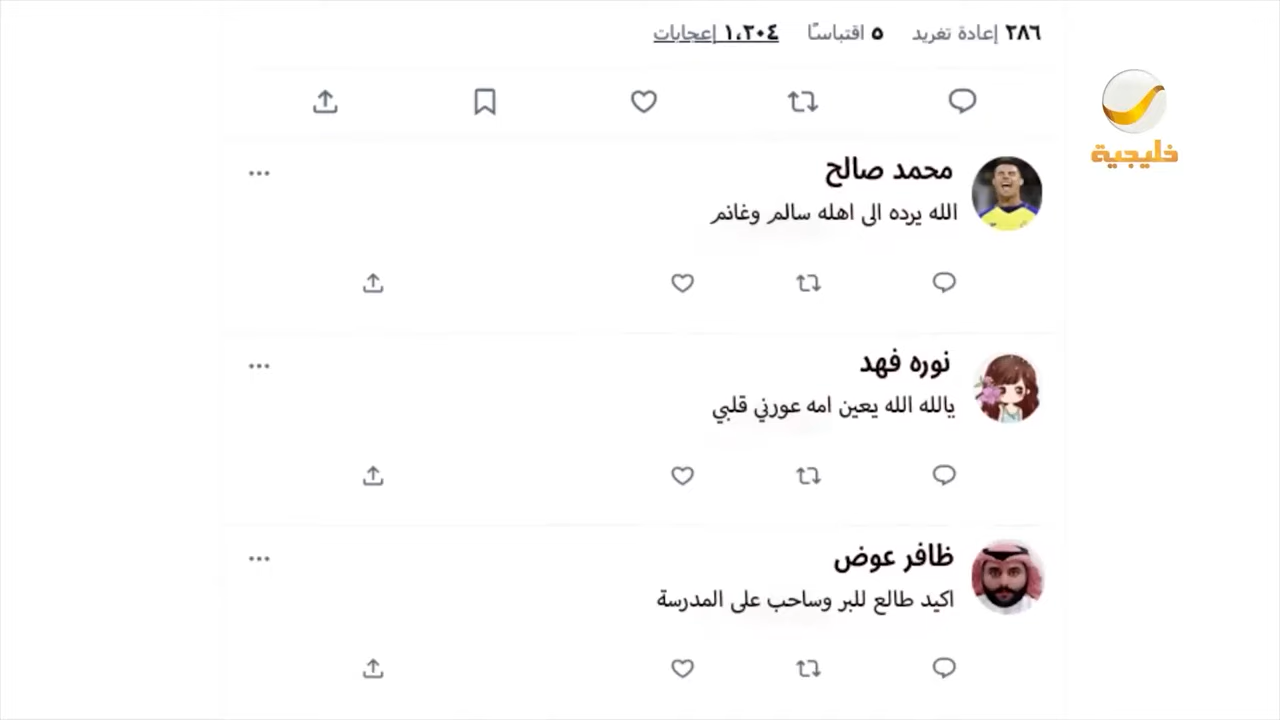 ٢٨٦ إعادة تغريد ٥ اقتباسًا ١،٢٠٤ إعجابات
خليجية
محمد صالح
الله يرده الى اهله سالم وغانم
نوره فهد
يالله الله يعين امه عورني قلبي
ظافر عوض
اكيد طالع للبر وساحب على المدرسة